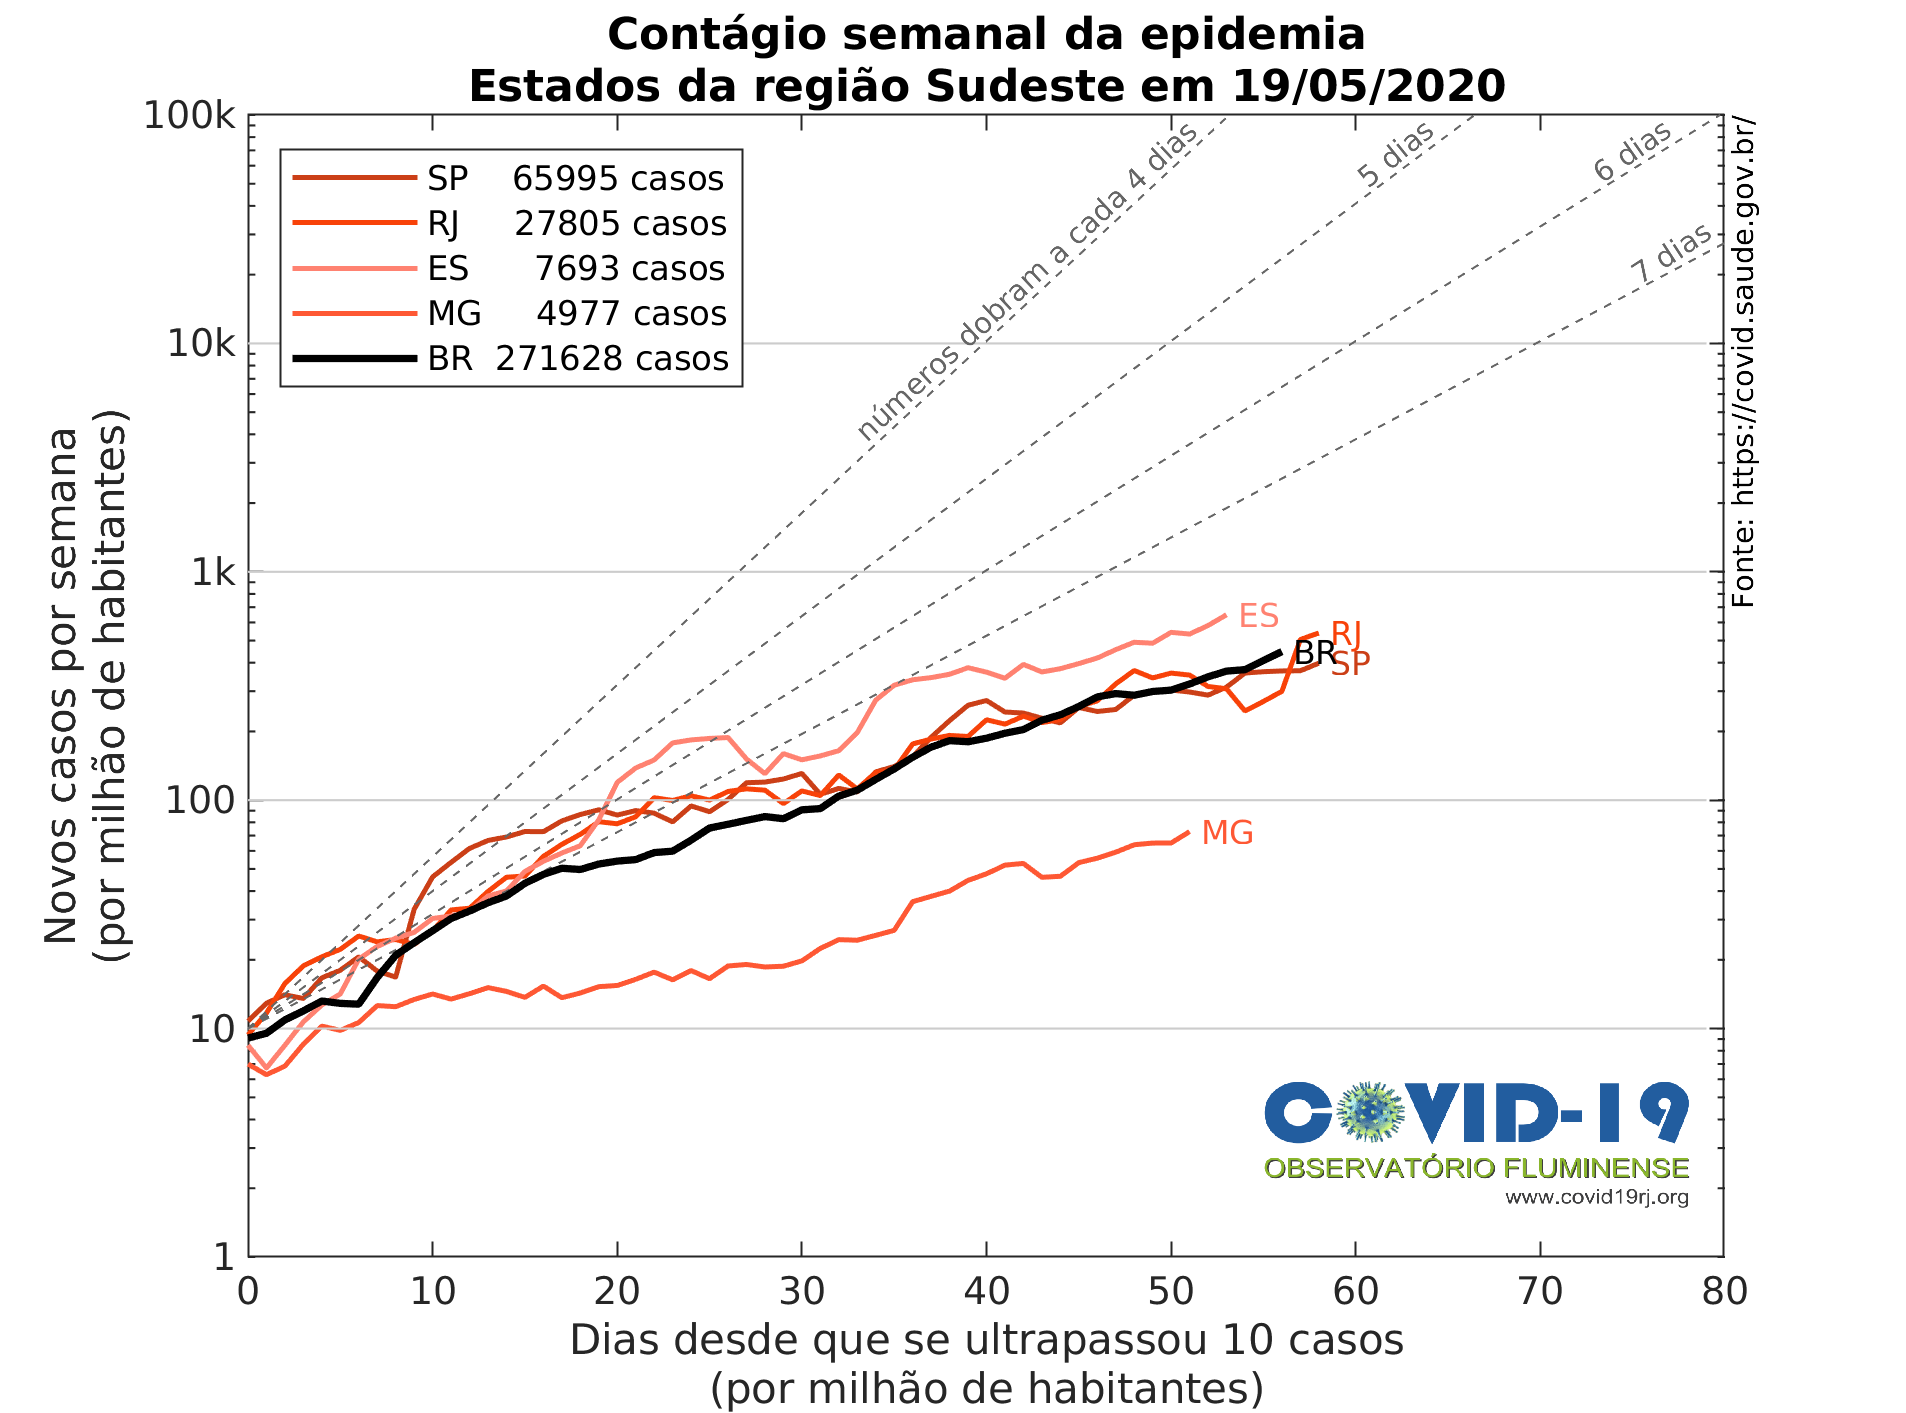 Contágio semanal da epidemia
Estados da região Sudeste em 19/05/2020
100k
10k
1k
100
10
1
Novos casos por semana
(por milhão de habitantes)
SP 65995 casos
RJ 27805 casos
ES 7693 casos
MG 4977 casos
BR 271628 casos
números dobram a cada 4 dias
5 dias
6 dias
7 dias
Fonte: https://covid.saude.gov.br/
ES
RJ
BR
SP
MG
COVID-19
OBSERVATÓRIO FLUMINENSE
www.covid19rj.org
0 10 20 30 40 50 60 70 80
Dias desde que se ultrapassou 10 casos
(por milhão de habitantes)